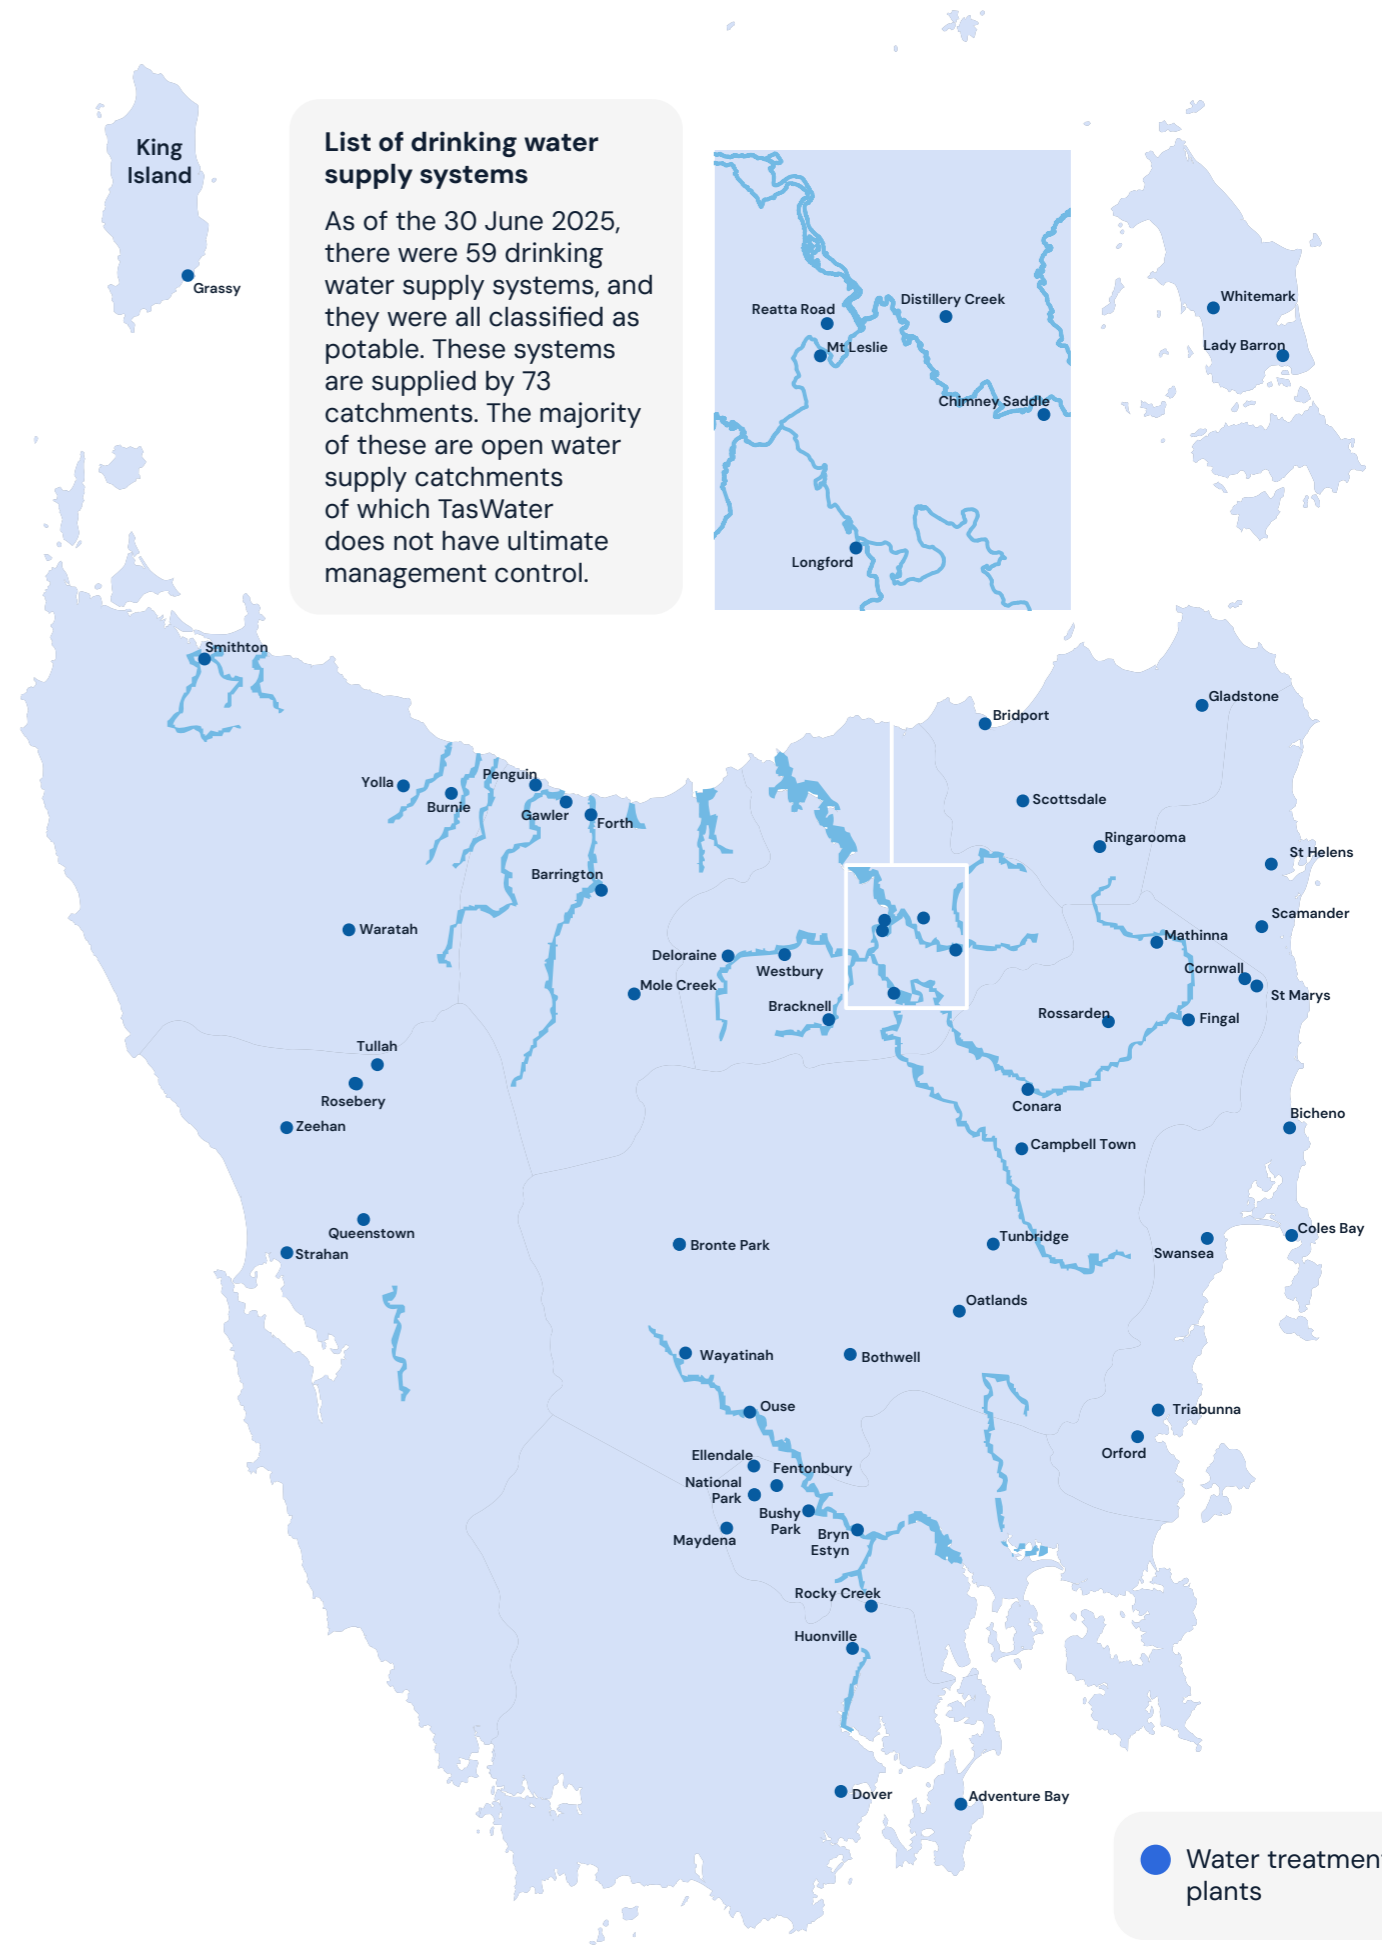 King
Island
Grassy
List of drinking water
supply systems
As of the 30 June 2025,
there were 59 drinking
water supply systems, and
they were all classified as
potable. These systems
are supplied by 73
catchments. The majority
of these are open water
supply catchments
of which TasWater
does not have ultimate
management control.
Reatta Road
Distillery Creek
Mt Leslie
Chimney Saddle
Longford
Whitemark
Lady Barron
Smithton
Gladstone
Bridport
Yolla
Penguin
Burnie
Gawler
Forth
Scottsdale
Ringarooma
St Helens
Barrington
Scamander
Waratah
Mathinna
Deloraine
Westbury
Cornwall
Mole Creek
St Marys
Bracknell
Rossarden
Fingal
Tullah
Rosebery
Conara
Zeehan
Bicheno
Campbell Town
Queenstown
Strahan
Bronte Park
Tunbridge
Swansea
Coles Bay
Oatlands
Wayatinah
Bothwell
Ouse
Triabunna
Orford
Ellendale
Fentonbury
National
Park
Bushy
Park
Maydena
Bryn
Estyn
Rocky Creek
Huonville
Dover
Adventure Bay
Water treatment
plants